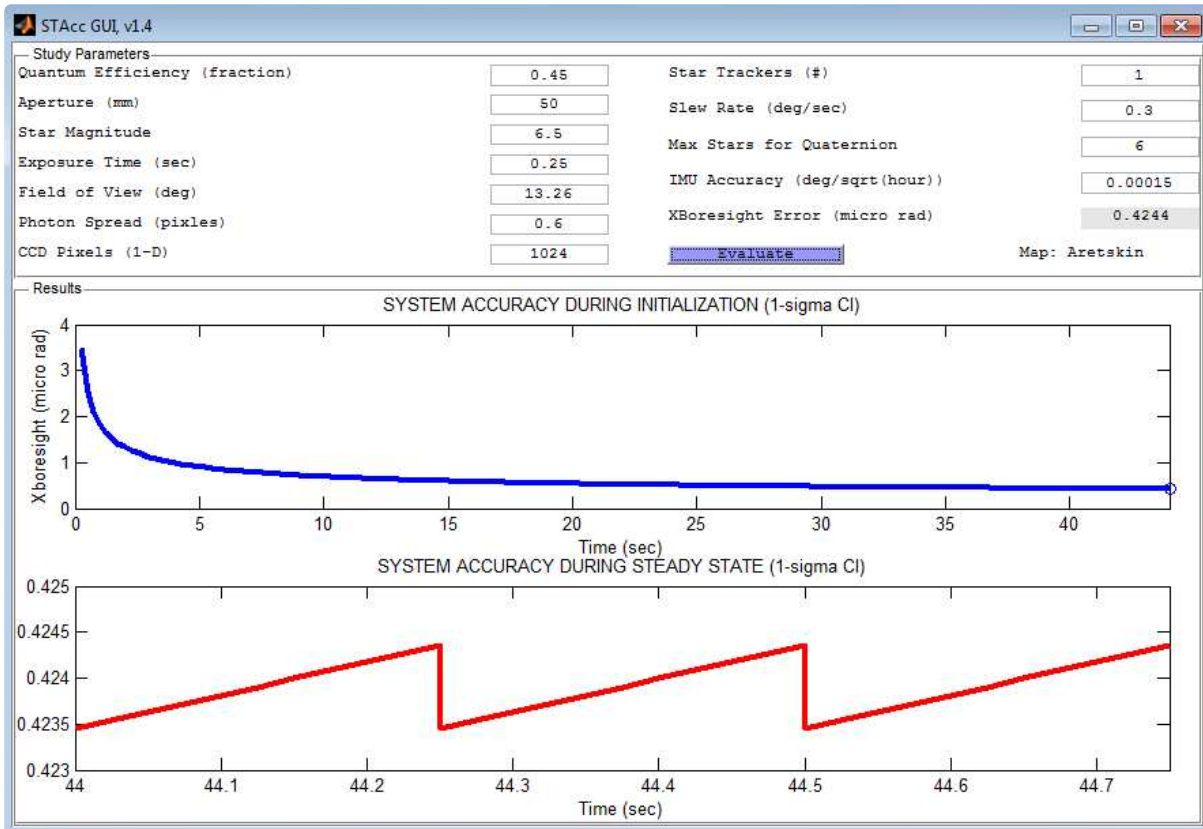 STAcc GUI, v1.4
Study Parameters
Quantum Efficiency (fraction) 0.45
Aperture (mm) 50
Star Magnitude 6.5
Exposure Time (sec) 0.25
Field of View (deg) 13.26
Photon Spread (pixles) 0.6
CCD Pixels (1-D) 1024
Star Trackers (#) 1
Slew Rate (deg/sec) 0.3
Max Stars for Quaternion 6
IMU Accuracy (deg/sqrt(hour)) 0.00015
XBoresight Error (micro rad) 0.4244
Evaluate Map: Aretskin
Results
SYSTEM ACCURACY DURING INITIALIZATION (1-sigma CI)
Xboresight (micro rad)
4
3
2
1
0
0 5 10 15 20 25 30 35 40
Time (sec)
SYSTEM ACCURACY DURING STEADY STATE (1-sigma CI)
0.425
0.4245
0.424
0.4235
0.423
44 44.1 44.2 44.3 44.4 44.5 44.6 44.7
Time (sec)